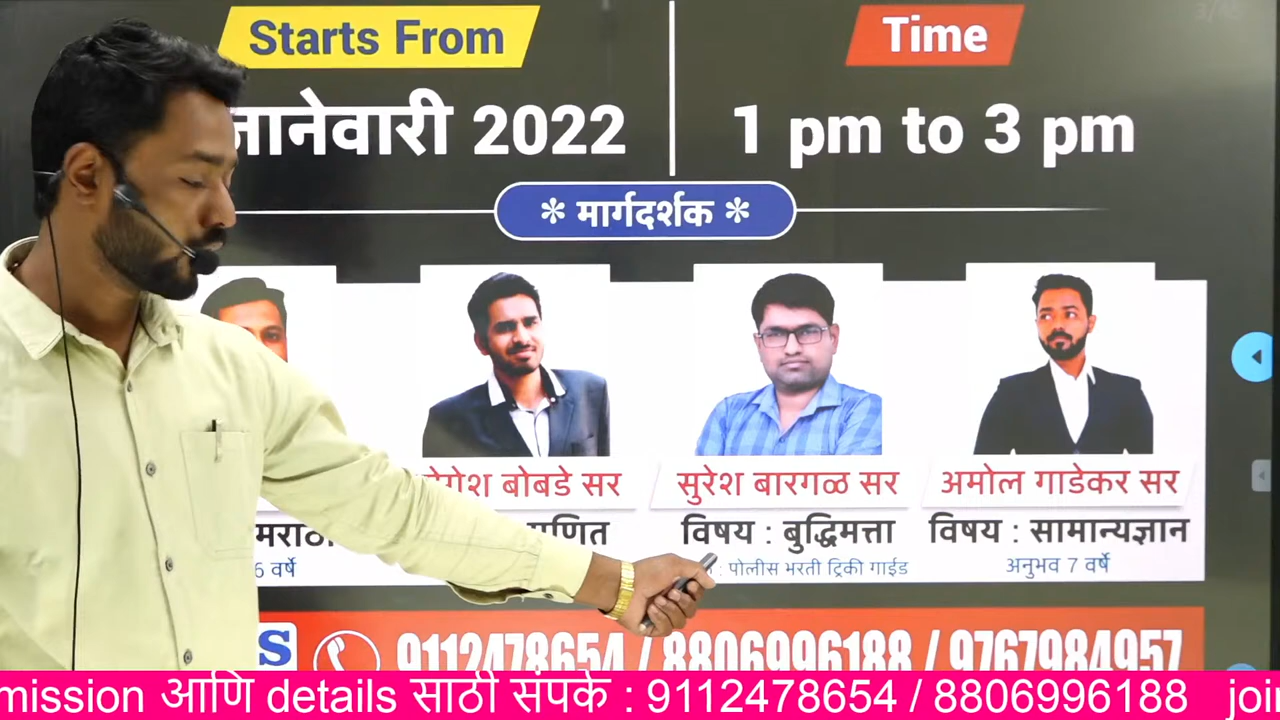 Starts From
Time
जानेवारी 2022
1 pm to 3 pm
* मार्गदर्शक *
बोबडे सर
सुरेश बारगळ सर
अमोल गाडेकर सर
विषय : बुद्धिमत्ता
विषय : सामान्यज्ञान
6 वर्षे
: पोलीस भरती ट्रिकी गाईड
अनुभव 7 वर्षे
9112478654 / 8806996188 / 9767984957
mission आणि details साठी संपर्क : 9112478654 / 8806996188 join